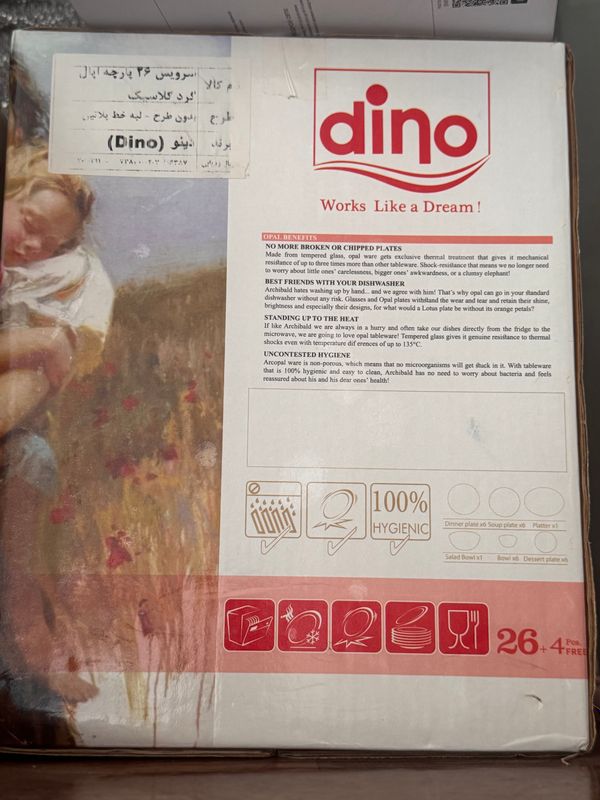 سرویس ۲۶ پارچه اپال
م کالا
گرد کلاسیک
طرح
بدون طرح - لبه خط پلاتین
برند
دینو (Dino)
dino
Works Like a Dream !
OPAL BENEFITS
NO MORE BROKEN OR CHIPPED PLATES
Made from tempered glass, opal ware gets exclusive thermal treatment that gives it mechanical
resistance of up to three times more than other tableware. Shock-resistance that means we no longer need
to worry about little ones' carelessness, bigger ones' awkwardness, or a clumsy elephant!
BEST FRIENDS WITH YOUR DISHWASHER
Archibald hates washing up by hand... and we agree with him! That's why opal can go in your standard
dishwasher without any risk. Glasses and Opal plates withstand the wear and tear and retain their shine,
brightness and especially their designs, for what would a Lotus plate be without its orange petals?
STANDING UP TO THE HEAT
If like Archibald we are always in a hurry and often take our dishes directly from the fridge to the
microwave, we are going to love opal tableware! Tempered glass gives it genuine resistance to thermal
shocks even with temperature dif erences of up to 135°C.
UNCONTESTED HYGIENE
Arcopal ware is non-porous, which means that no microorganisms will get stuck in it. With tableware
that is 100% hygienic and easy to clean, Archibald has no need to worry about bacteria and feels
reassured about his and his dear ones' health!
100%
HYGIENIC
Dinner plate x6 Soup plate x6 Platter x1
Salad Bowl x1 Bowl x6 Dessert plate x6
26+4 Pcs.
FREE